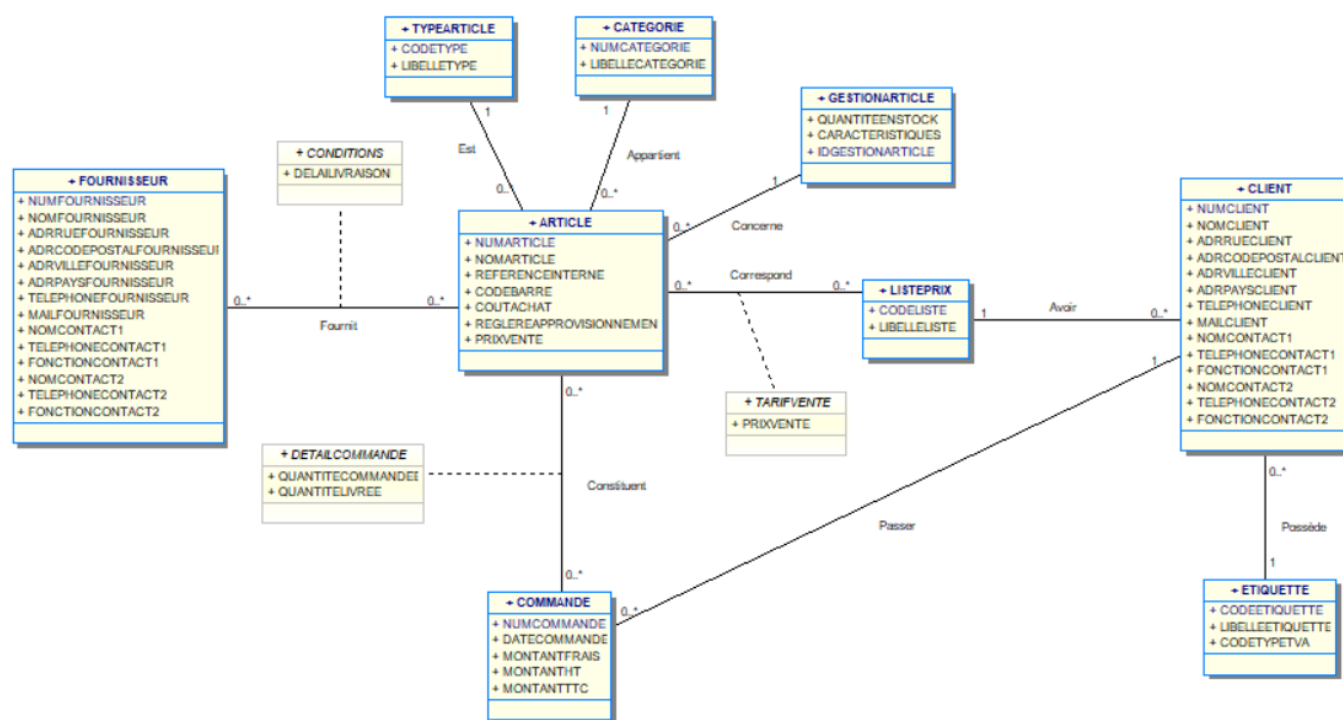 + TYPEARTICLE
+ CODETYPE
+ LIBELLETYPE
+ CATEGORIE
+ NUMCATEGORIE
+ LIBELLECATEGORIE
+ GESTIONARTICLE
+ QUANTITEENSTOCK
+ CARACTERISTIQUES
+ IDGESTIONARTICLE
1
Est
0..*
1
Appartient
0..*
1
Concerne
0..*
+ CONDITIONS
+ DELAILIVRAISON
+ FOURNISSEUR
+ NUMFOURNISSEUR
+ NOMFOURNISSEUR
+ ADRRUEFOURNISSEUR
+ ADRCODEPOSTALFOURNISSEUR
+ ADRVILLEFOURNISSEUR
+ ADRPAYSFOURNISSEUR
+ TELEPHONEFOURNISSEUR
+ MAILFOURNISSEUR
+ NOMCONTACT1
+ TELEPHONECONTACT1
+ FONCTIONCONTACT1
+ NOMCONTACT2
+ TELEPHONECONTACT2
+ FONCTIONCONTACT2
0..*
Fournit
0..*
+ ARTICLE
+ NUMARTICLE
+ NOMARTICLE
+ REFERENCEINTERNE
+ CODEBARRE
+ COUTACHAT
+ REGLEREAPPROVISIONNEMEN
+ PRIXVENTE
0..*
Correspond
0..*
+ LISTEPRIX
+ CODELISTE
+ LIBELLELISTE
1
Avoir
0..*
+ CLIENT
+ NUMCLIENT
+ NOMCLIENT
+ ADRRUECLIENT
+ ADRCODEPOSTALCLIENT
+ ADRVILLECLIENT
+ ADRPAYSCLIENT
+ TELEPHONECLIENT
+ MAILCLIENT
+ NOMCONTACT1
+ TELEPHONECONTACT1
+ FONCTIONCONTACT1
+ NOMCONTACT2
+ TELEPHONECONTACT2
+ FONCTIONCONTACT2
+ TARIFVENTE
+ PRIXVENTE
+ DETAILCOMMANDE
+ QUANTITECOMMANDEE
+ QUANTITELIVREE
0..*
Constituent
0..*
1
Passer
0..*
0..*
Possède
1
+ COMMANDE
+ NUMCOMMANDE
+ DATECOMMANDE
+ MONTANTFRAIS
+ MONTANTHT
+ MONTANTTTC
+ ETIQUETTE
+ CODEETIQUETTE
+ LIBELLEETIQUETTE
+ CODETYPETVA